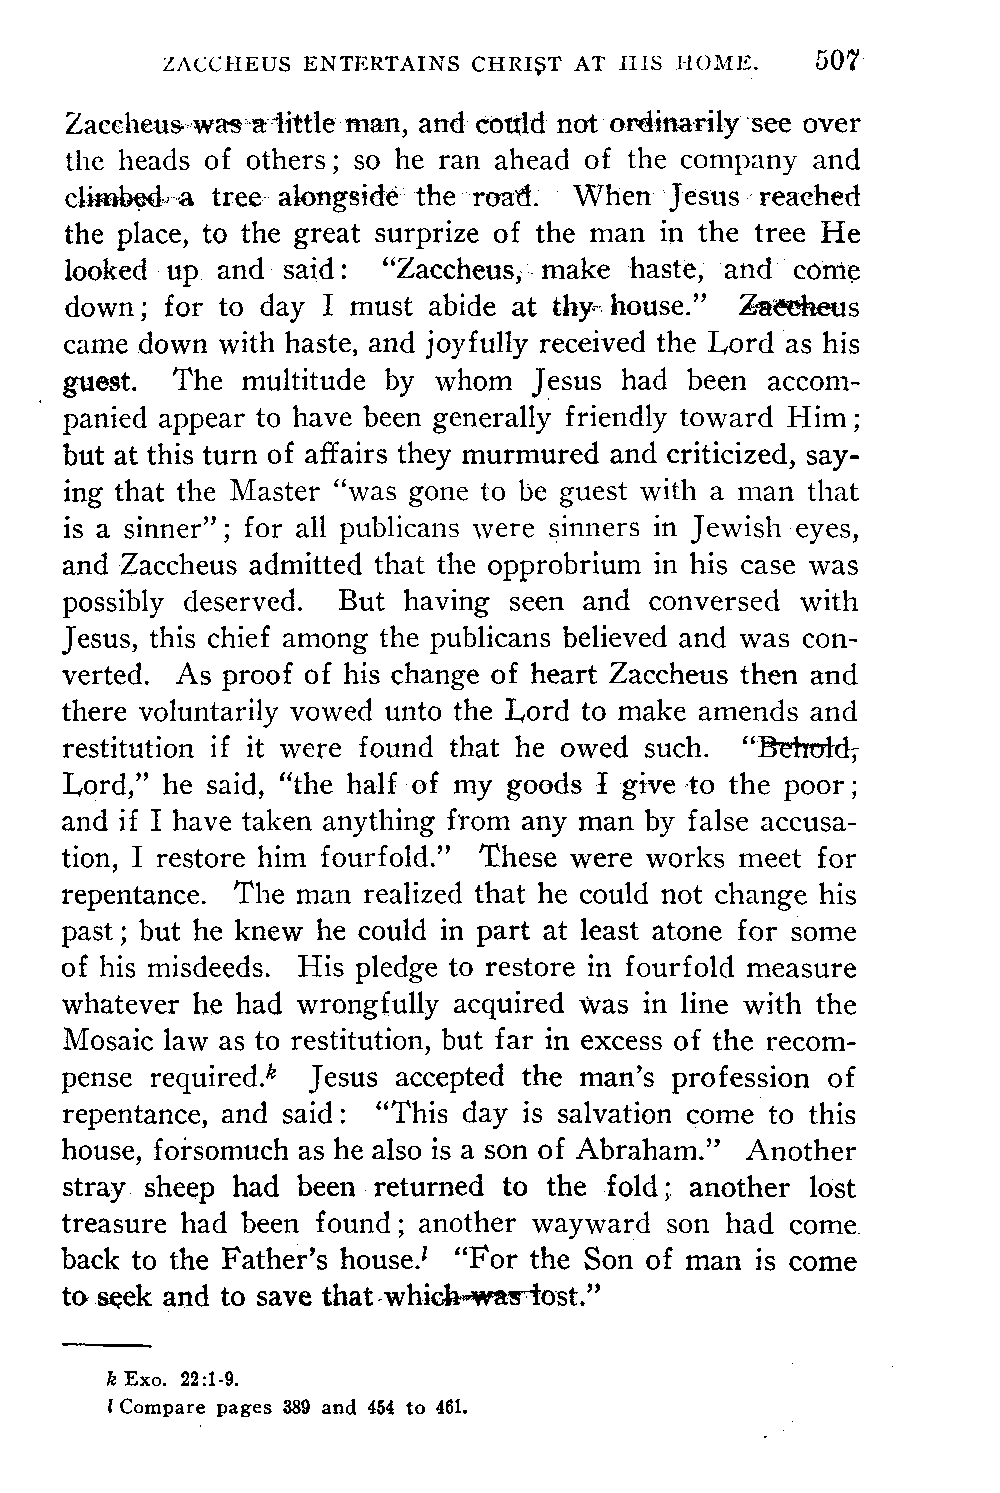 ZACCHEUS ENTERTAINS CHRIST AT HIS HOME. 507
Zaccheus was a little man, and could not ordinarily see over
the heads of others; so he ran ahead of the company and
climbed a tree alongside the road. When Jesus reached
the place, to the great surprize of the man in the tree He
looked up and said: "Zaccheus, make haste, and come
down; for to day I must abide at thy house." Zaccheus
came down with haste, and joyfully received the Lord as his
guest. The multitude by whom Jesus had been accom-
panied appear to have been generally friendly toward Him;
but at this turn of affairs they murmured and criticized, say-
ing that the Master "was gone to be guest with a man that
is a sinner"; for all publicans were sinners in Jewish eyes,
and Zaccheus admitted that the opprobrium in his case was
possibly deserved. But having seen and conversed with
Jesus, this chief among the publicans believed and was con-
verted. As proof of his change of heart Zaccheus then and
there voluntarily vowed unto the Lord to make amends and
restitution if it were found that he owed such. "Behold,
Lord," he said, "the half of my goods I give to the poor;
and if I have taken anything from any man by false accusa-
tion, I restore him fourfold." These were works meet for
repentance. The man realized that he could not change his
past; but he knew he could in part at least atone for some
of his misdeeds. His pledge to restore in fourfold measure
whatever he had wrongfully acquired was in line with the
Mosaic law as to restitution, but far in excess of the recom-
pense required.k Jesus accepted the man's profession of
repentance, and said: "This day is salvation come to this
house, forsomuch as he also is a son of Abraham." Another
stray sheep had been returned to the fold; another lost
treasure had been found; another wayward son had come
back to the Father's house.l "For the Son of man is come
to seek and to save that which was lost."
k Exo. 22:1-9.
l Compare pages 389 and 454 to 461.